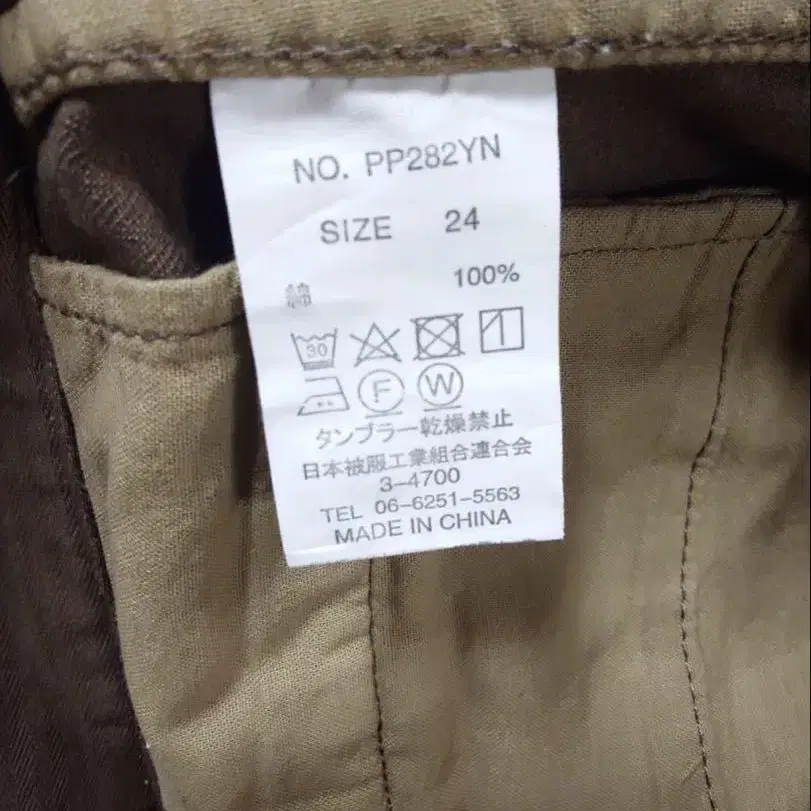 NO. PP282YN
SIZE 24
綿 100%
30
F W
タンブラー乾燥禁止
日本被服工業組合連合会
3-4700
TEL 06-6251-5563
MADE IN CHINA